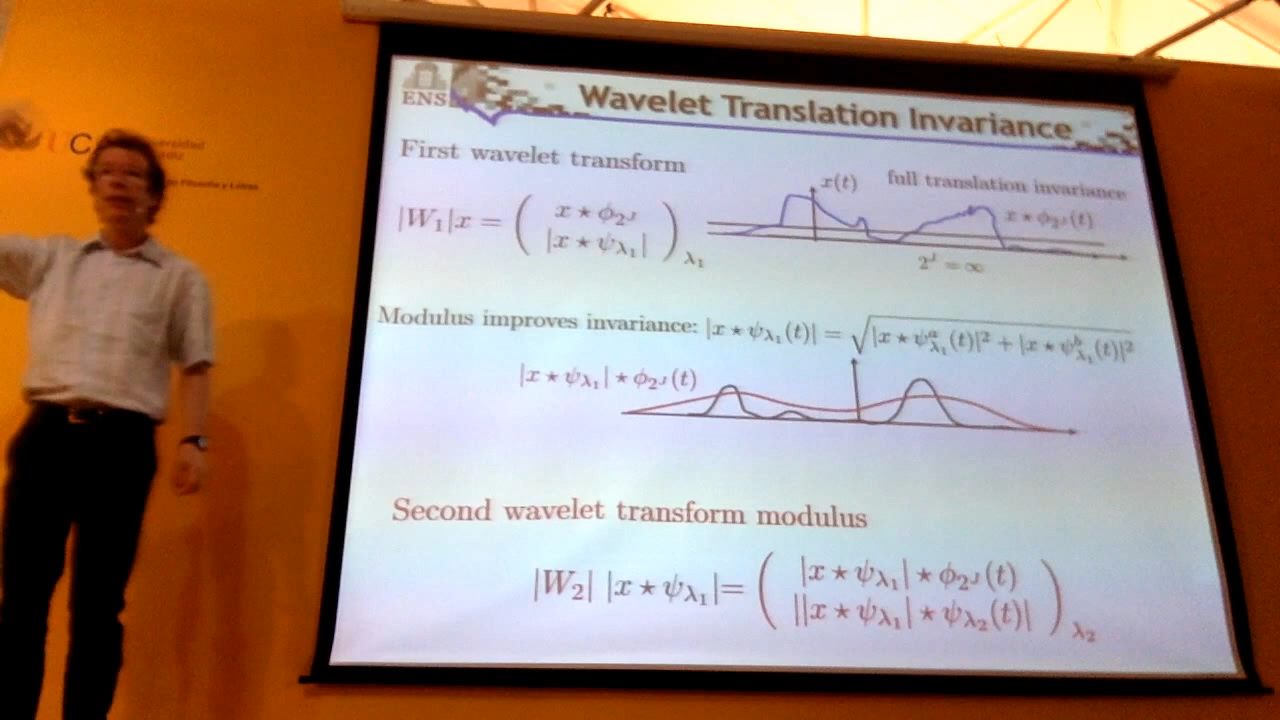 ENS
Wavelet Translation Invariance
UC
First wavelet transform
x(t)
full translation invariance
|W₁|x = ( x ⋆ φ_{2^J}
|x ⋆ ψ_{λ₁}| )_{λ₁}
x ⋆ φ_{2^J}(t)
2^J = ∞
Modulus improves invariance: |x ⋆ ψ_{λ₁}(t)| = √(|x ⋆ ψ^a_{λ₁}(t)|² + |x ⋆ ψ^b_{λ₁}(t)|²)
|x ⋆ ψ_{λ₁}| ⋆ φ_{2^J}(t)
Second wavelet transform modulus
|W₂| |x ⋆ ψ_{λ₁}| = ( |x ⋆ ψ_{λ₁}| ⋆ φ_{2^J}(t)
||x ⋆ ψ_{λ₁}| ⋆ ψ_{λ₂}(t)| )_{λ₂}